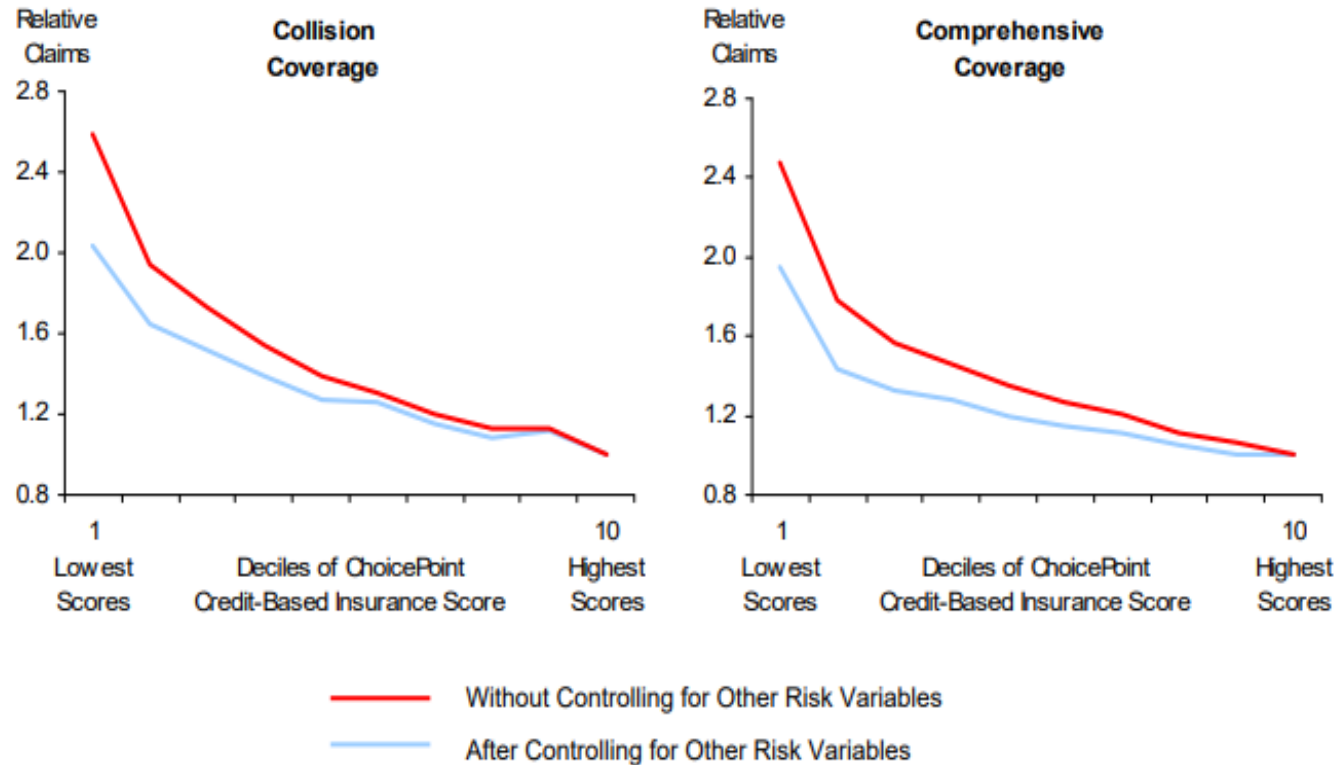 Relative
Claims
Collision
Coverage
2.8
2.4
2.0
1.6
1.2
0.8
1
10
Lowest
Scores
Deciles of ChoicePoint
Credit-Based Insurance Score
Highest
Scores
Relative
Claims
Comprehensive
Coverage
2.8
2.4
2.0
1.6
1.2
0.8
1
10
Lowest
Scores
Deciles of ChoicePoint
Credit-Based Insurance Score
Highest
Scores
Without Controlling for Other Risk Variables
After Controlling for Other Risk Variables